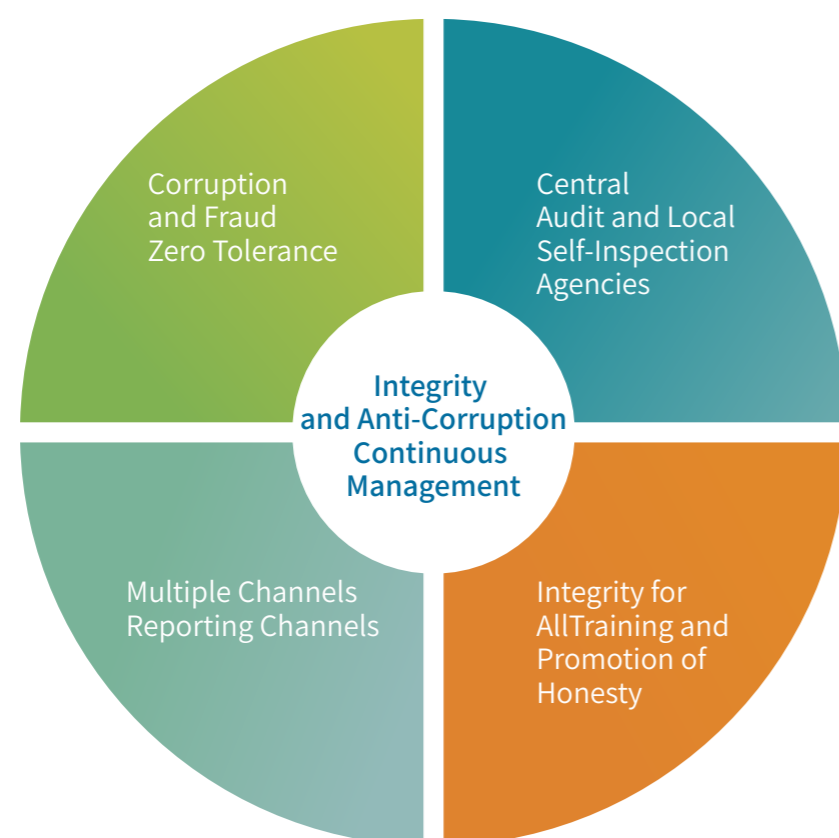 Corruption
and Fraud
Zero Tolerance
Central
Audit and Local
Self-Inspection
Agencies
Integrity
and Anti-Corruption
Continuous
Management
Multiple Channels
Reporting Channels
Integrity for
AllTraining and
Promotion of
Honesty